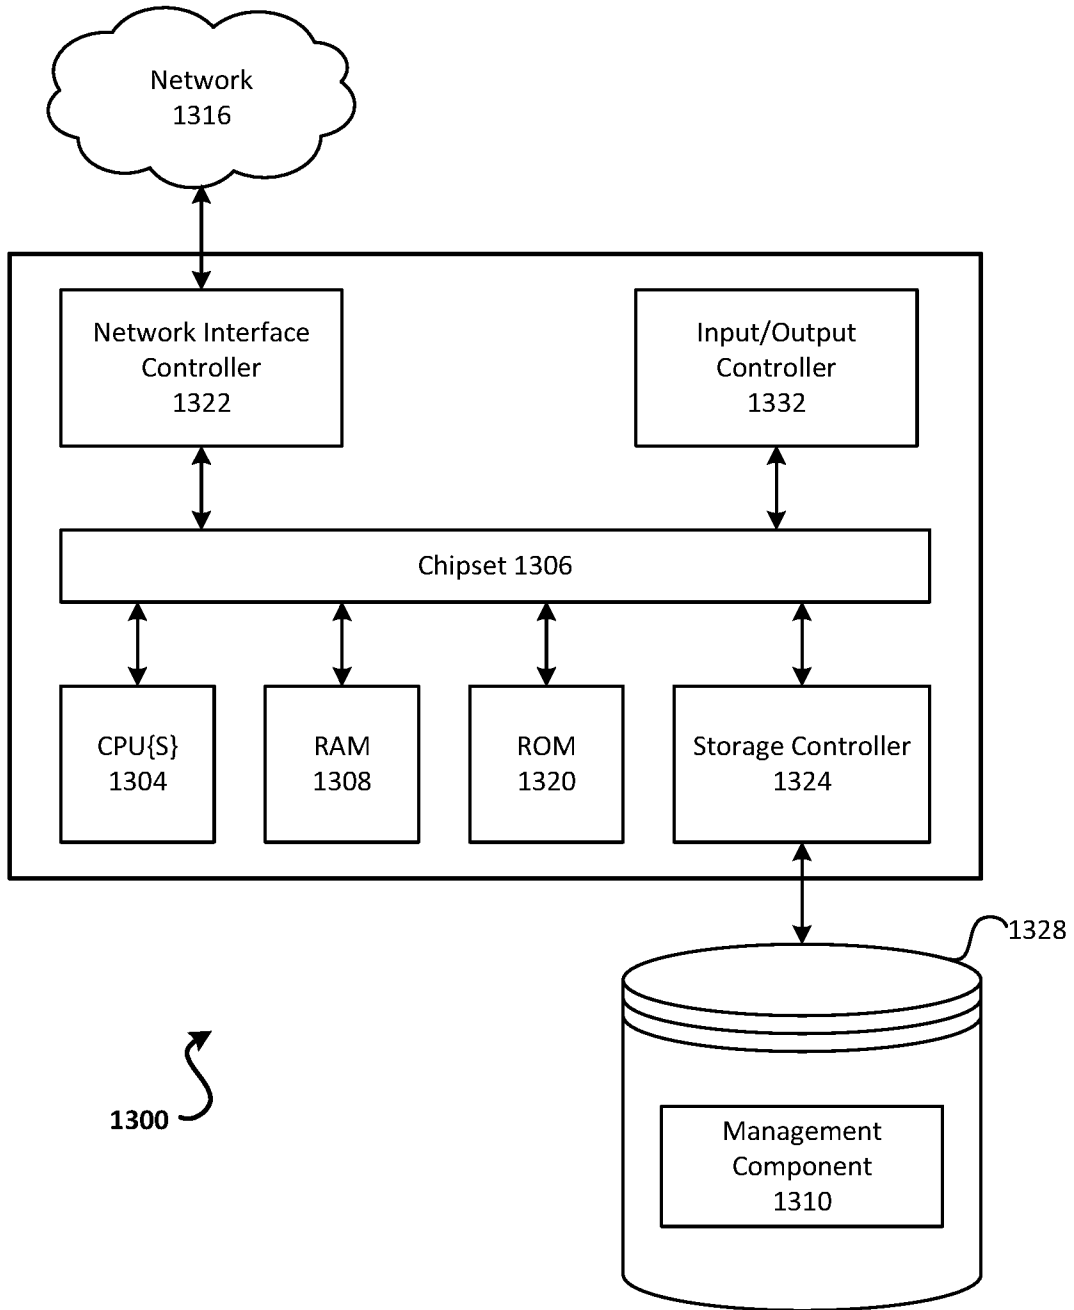 Network
1316
Network Interface
Controller
1322
Input/Output
Controller
1332
Chipset 1306
CPU{S}
1304
RAM
1308
ROM
1320
Storage Controller
1324
1328
1300
Management
Component
1310